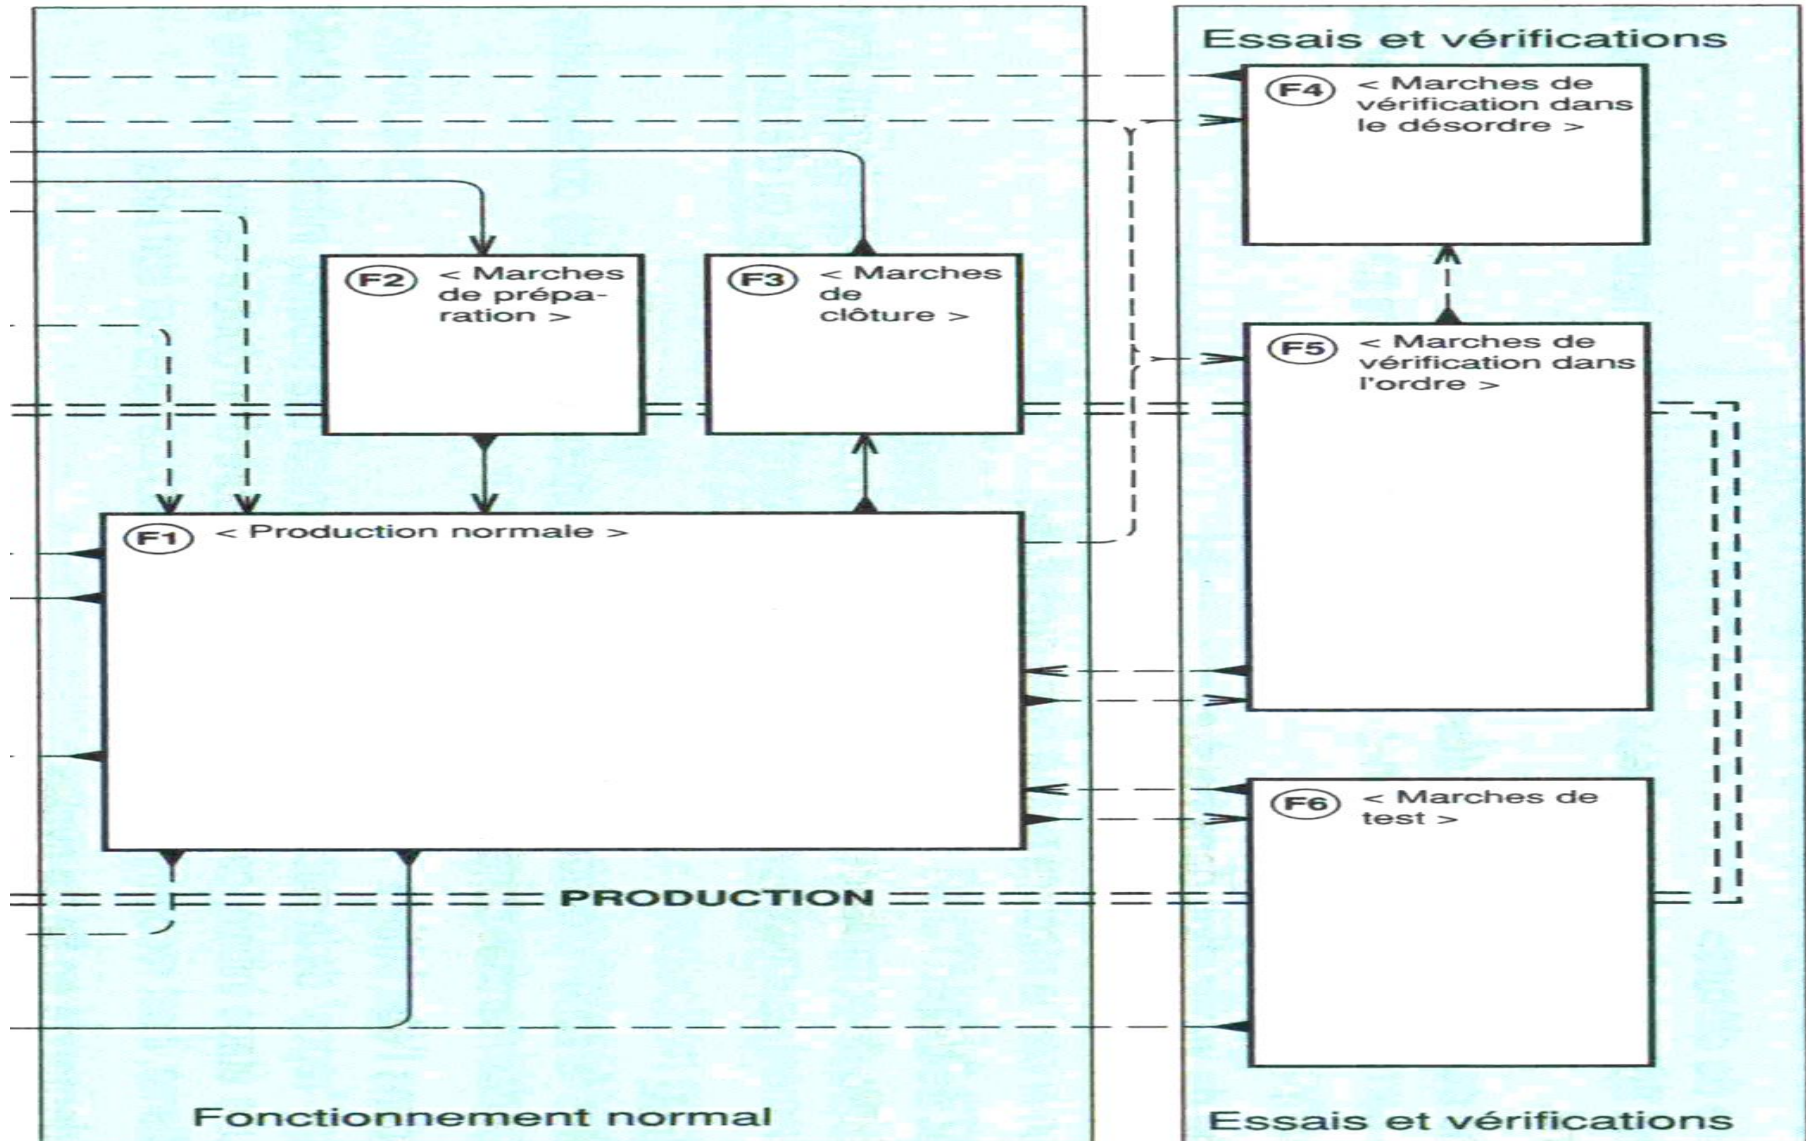 Essais et vérifications
F4 < Marches de
vérification dans
le désordre >
F2 < Marches
de prépa-
ration >
F3 < Marches
de
clôture >
F5 < Marches de
vérification dans
l'ordre >
F1 < Production normale >
F6 < Marches de
test >
PRODUCTION
Fonctionnement normal
Essais et vérifications